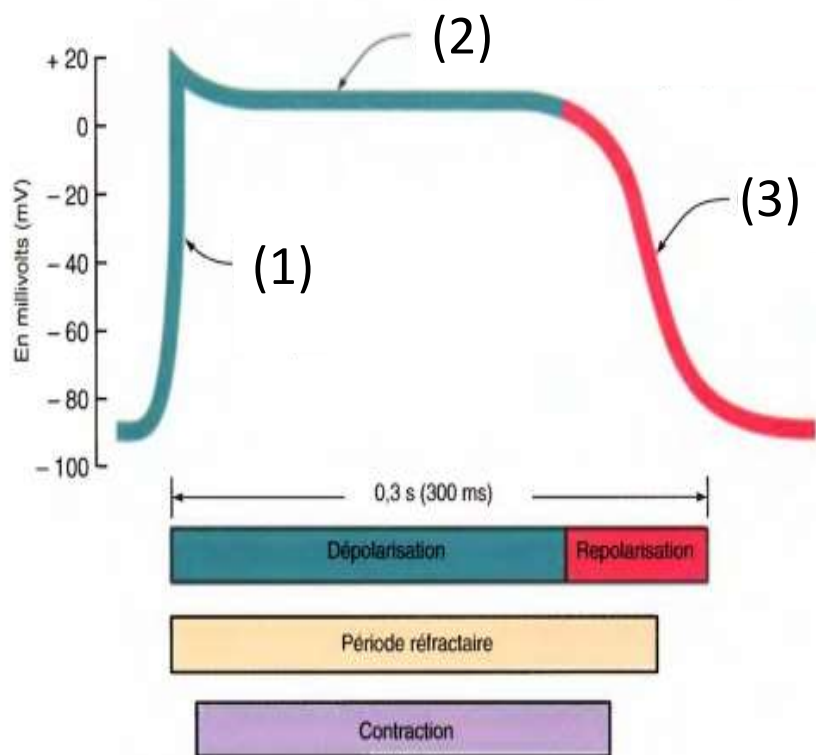 (2)
+ 20
0
− 20
(3)
(1)
− 40
− 60
− 80
− 100
En millivolts (mV)
0,3 s (300 ms)
Dépolarisation
Repolarisation
Période réfractaire
Contraction